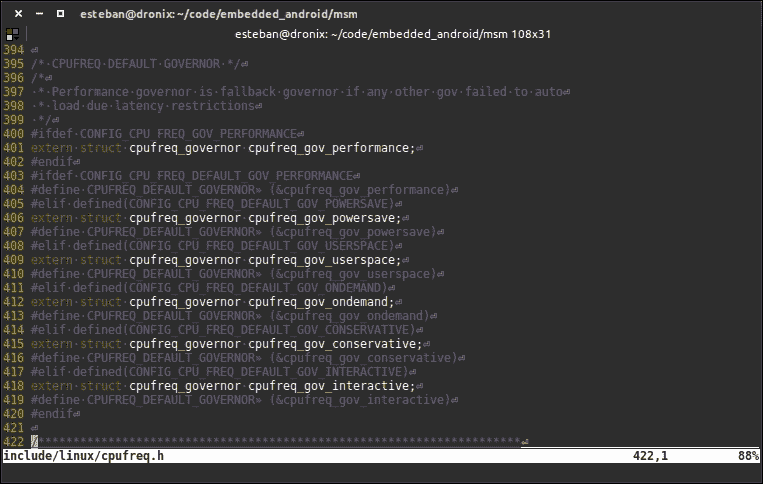 esteban@dronix: ~/code/embedded_android/msm
esteban@dronix: ~/code/embedded_android/msm 108x31
394 ⏎
395 /*·CPUFREQ·DEFAULT·GOVERNOR·*/⏎
396 /*⏎
397 ·*·Performance·governor·is·fallback·governor·if·any·other·gov·failed·to·auto⏎
398 ·*·load·due·latency·restrictions⏎
399 ·*/⏎
400 #ifdef·CONFIG_CPU_FREQ_GOV_PERFORMANCE⏎
401 extern·struct·cpufreq_governor·cpufreq_gov_performance;⏎
402 #endif⏎
403 #ifdef·CONFIG_CPU_FREQ_DEFAULT_GOV_PERFORMANCE⏎
404 #define·CPUFREQ_DEFAULT_GOVERNOR» (&cpufreq_gov_performance)⏎
405 #elif·defined(CONFIG_CPU_FREQ_DEFAULT_GOV_POWERSAVE)⏎
406 extern·struct·cpufreq_governor·cpufreq_gov_powersave;⏎
407 #define·CPUFREQ_DEFAULT_GOVERNOR» (&cpufreq_gov_powersave)⏎
408 #elif·defined(CONFIG_CPU_FREQ_DEFAULT_GOV_USERSPACE)⏎
409 extern·struct·cpufreq_governor·cpufreq_gov_userspace;⏎
410 #define·CPUFREQ_DEFAULT_GOVERNOR» (&cpufreq_gov_userspace)⏎
411 #elif·defined(CONFIG_CPU_FREQ_DEFAULT_GOV_ONDEMAND)⏎
412 extern·struct·cpufreq_governor·cpufreq_gov_ondemand;⏎
413 #define·CPUFREQ_DEFAULT_GOVERNOR» (&cpufreq_gov_ondemand)⏎
414 #elif·defined(CONFIG_CPU_FREQ_DEFAULT_GOV_CONSERVATIVE)⏎
415 extern·struct·cpufreq_governor·cpufreq_gov_conservative;⏎
416 #define·CPUFREQ_DEFAULT_GOVERNOR» (&cpufreq_gov_conservative)⏎
417 #elif·defined(CONFIG_CPU_FREQ_DEFAULT_GOV_INTERACTIVE)⏎
418 extern·struct·cpufreq_governor·cpufreq_gov_interactive;⏎
419 #define·CPUFREQ_DEFAULT_GOVERNOR» (&cpufreq_gov_interactive)⏎
420 #endif⏎
421 ⏎
422 /*********************************************************************⏎
include/linux/cpufreq.h 422,1 88%